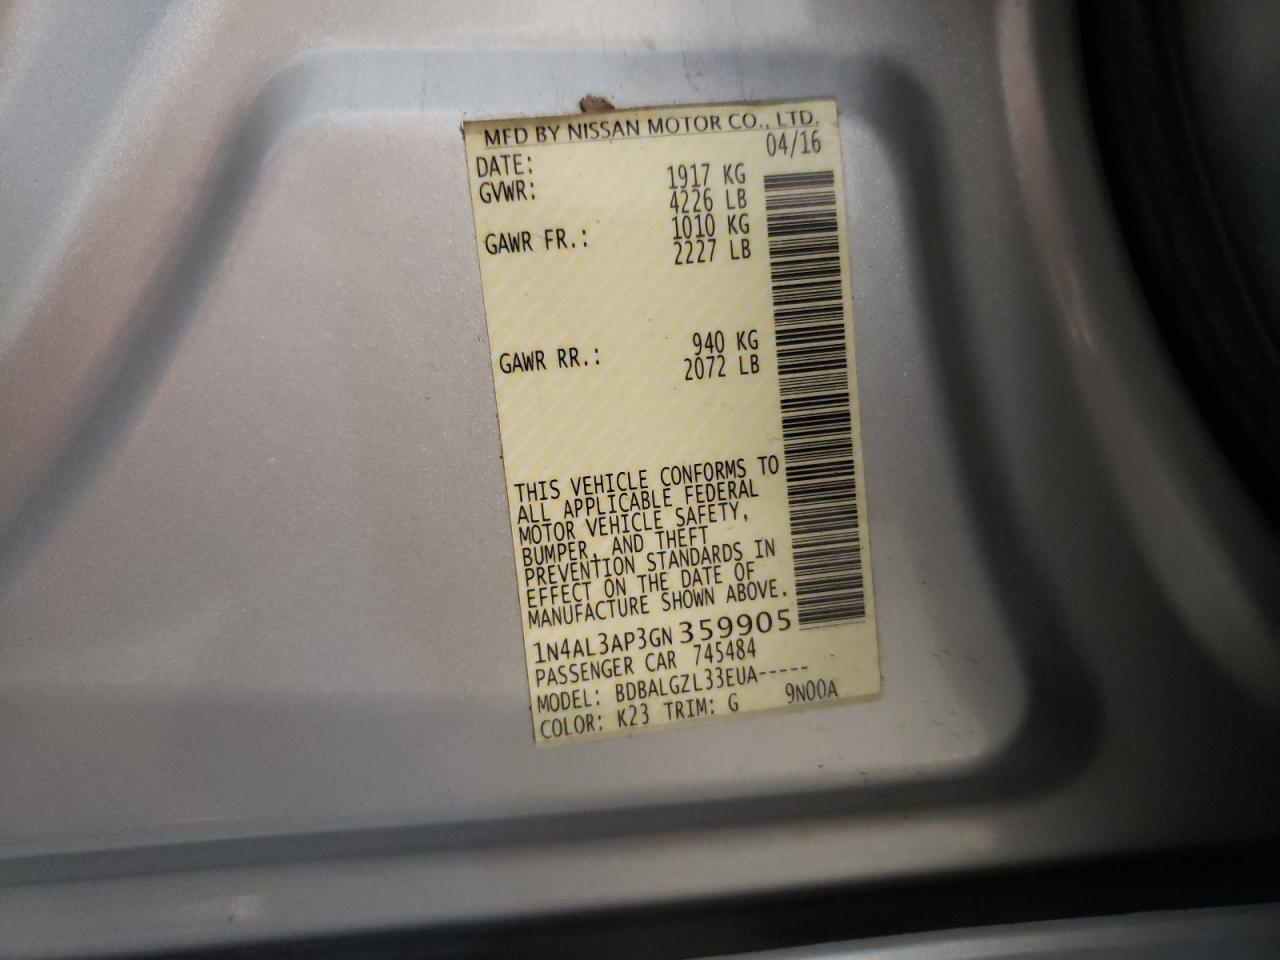 MFD BY NISSAN MOTOR CO., LTD.
DATE: 04/16
GVWR: 1917 KG
4226 LB
GAWR FR.: 1010 KG
2227 LB
GAWR RR.: 940 KG
2072 LB
THIS VEHICLE CONFORMS TO
ALL APPLICABLE FEDERAL
MOTOR VEHICLE SAFETY,
BUMPER, AND THEFT
PREVENTION STANDARDS IN
EFFECT ON THE DATE OF
MANUFACTURE SHOWN ABOVE.
1N4AL3AP3GN359905
PASSENGER CAR 745484
MODEL: BDBALGZL33EUA-----
COLOR: K23 TRIM: G 9N00A